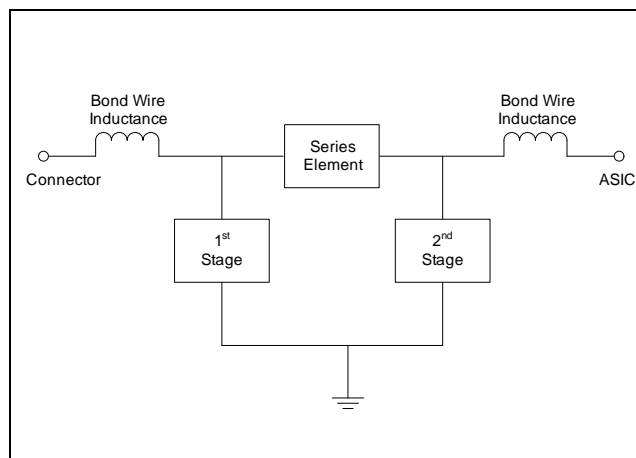 Bond Wire
Inductance
Bond Wire
Inductance
Series
Element
Connector
ASIC
1st
Stage
2nd
Stage